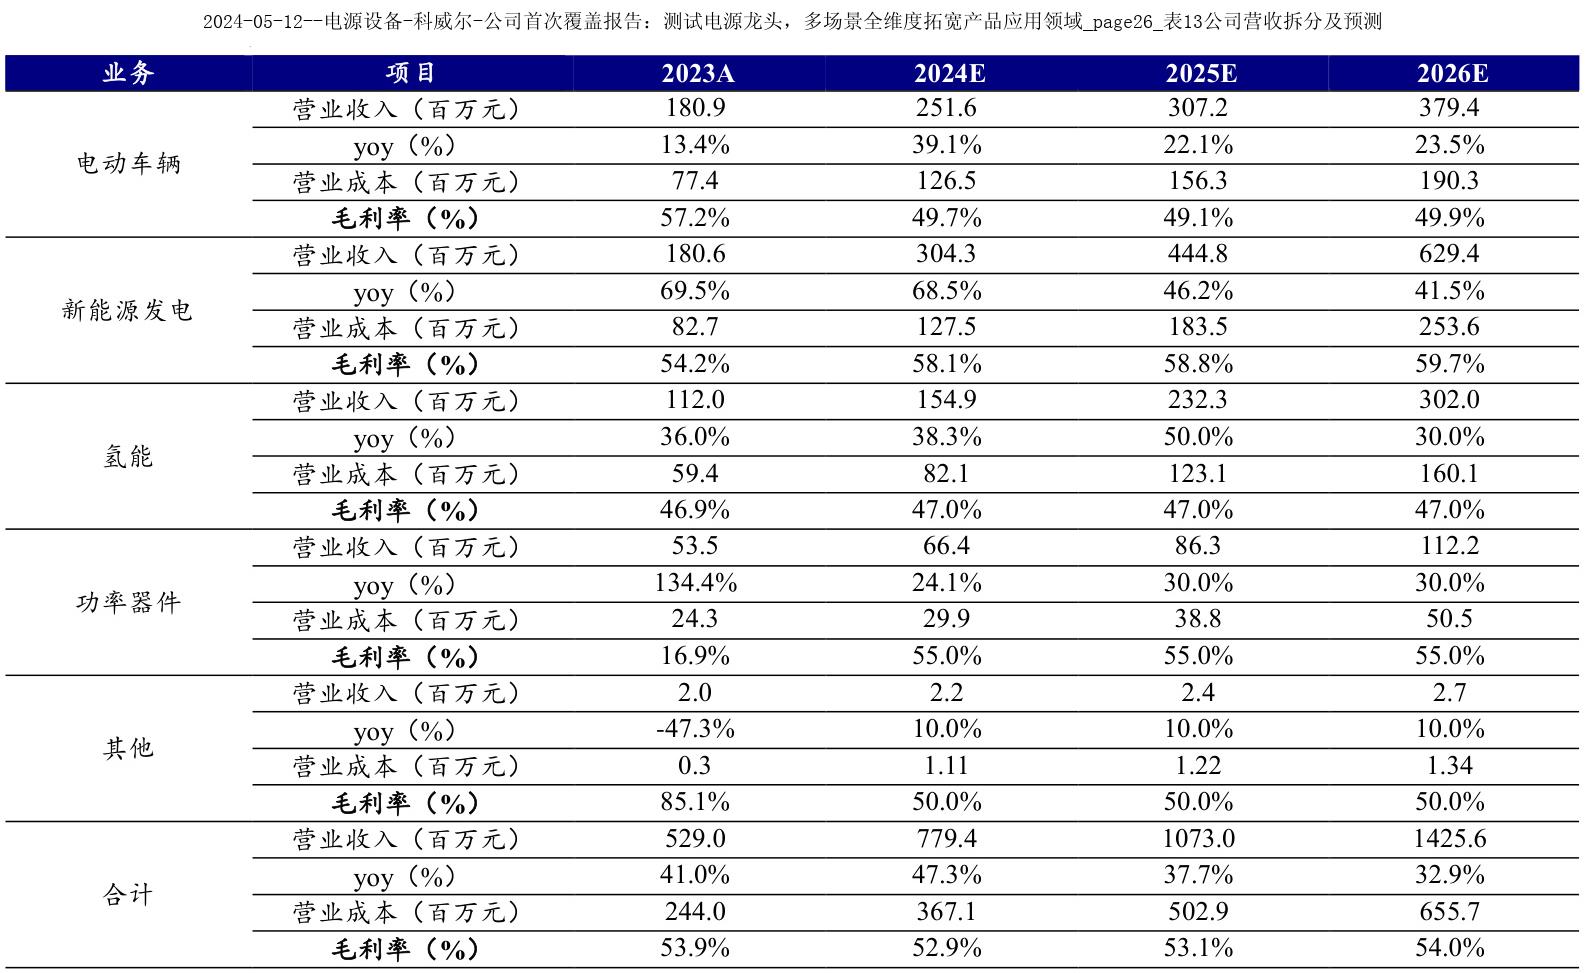 2024-05-12--电源设备-科威尔-公司首次覆盖报告：测试电源龙头，多场景全维度拓宽产品应用领域_page26_表13公司营收拆分及预测
业务 项目 2023A 2024E 2025E 2026E
电动车辆
营业收入（百万元） 180.9 251.6 307.2 379.4
yoy（%） 13.4% 39.1% 22.1% 23.5%
营业成本（百万元） 77.4 126.5 156.3 190.3
毛利率（%） 57.2% 49.7% 49.1% 49.9%
新能源发电
营业收入（百万元） 180.6 304.3 444.8 629.4
yoy（%） 69.5% 68.5% 46.2% 41.5%
营业成本（百万元） 82.7 127.5 183.5 253.6
毛利率（%） 54.2% 58.1% 58.8% 59.7%
氢能
营业收入（百万元） 112.0 154.9 232.3 302.0
yoy（%） 36.0% 38.3% 50.0% 30.0%
营业成本（百万元） 59.4 82.1 123.1 160.1
毛利率（%） 46.9% 47.0% 47.0% 47.0%
功率器件
营业收入（百万元） 53.5 66.4 86.3 112.2
yoy（%） 134.4% 24.1% 30.0% 30.0%
营业成本（百万元） 24.3 29.9 38.8 50.5
毛利率（%） 16.9% 55.0% 55.0% 55.0%
其他
营业收入（百万元） 2.0 2.2 2.4 2.7
yoy（%） -47.3% 10.0% 10.0% 10.0%
营业成本（百万元） 0.3 1.11 1.22 1.34
毛利率（%） 85.1% 50.0% 50.0% 50.0%
合计
营业收入（百万元） 529.0 779.4 1073.0 1425.6
yoy（%） 41.0% 47.3% 37.7% 32.9%
营业成本（百万元） 244.0 367.1 502.9 655.7
毛利率（%） 53.9% 52.9% 53.1% 54.0%